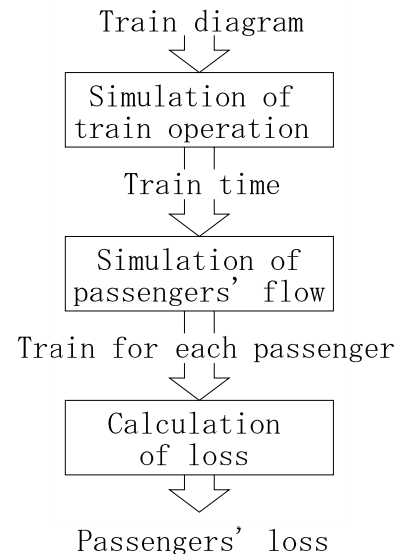 Train diagram
Simulation of
train operation
Train time
Simulation of
passengers' flow
Train for each passenger
Calculation
of loss
Passengers' loss